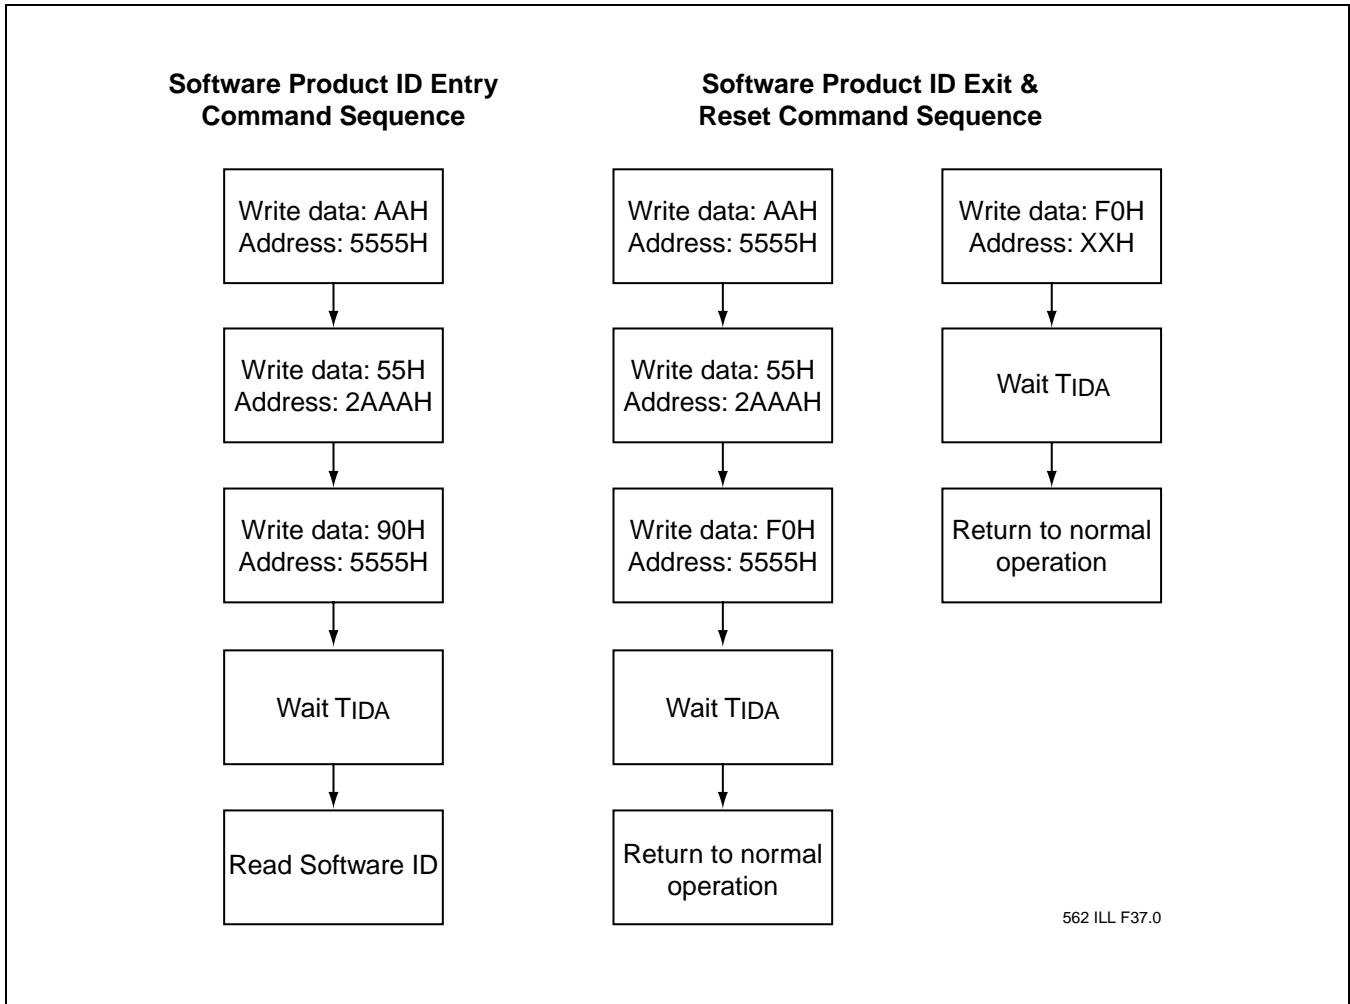 Software Product ID Entry
Command Sequence
Write data: AAH
Address: 5555H
Write data: 55H
Address: 2AAAH
Write data: 90H
Address: 5555H
Wait TIDA
Read Software ID
Software Product ID Exit &
Reset Command Sequence
Write data: AAH
Address: 5555H
Write data: 55H
Address: 2AAAH
Write data: F0H
Address: 5555H
Wait TIDA
Return to normal
operation
Write data: F0H
Address: XXH
Wait TIDA
Return to normal
operation
562 ILL F37.0